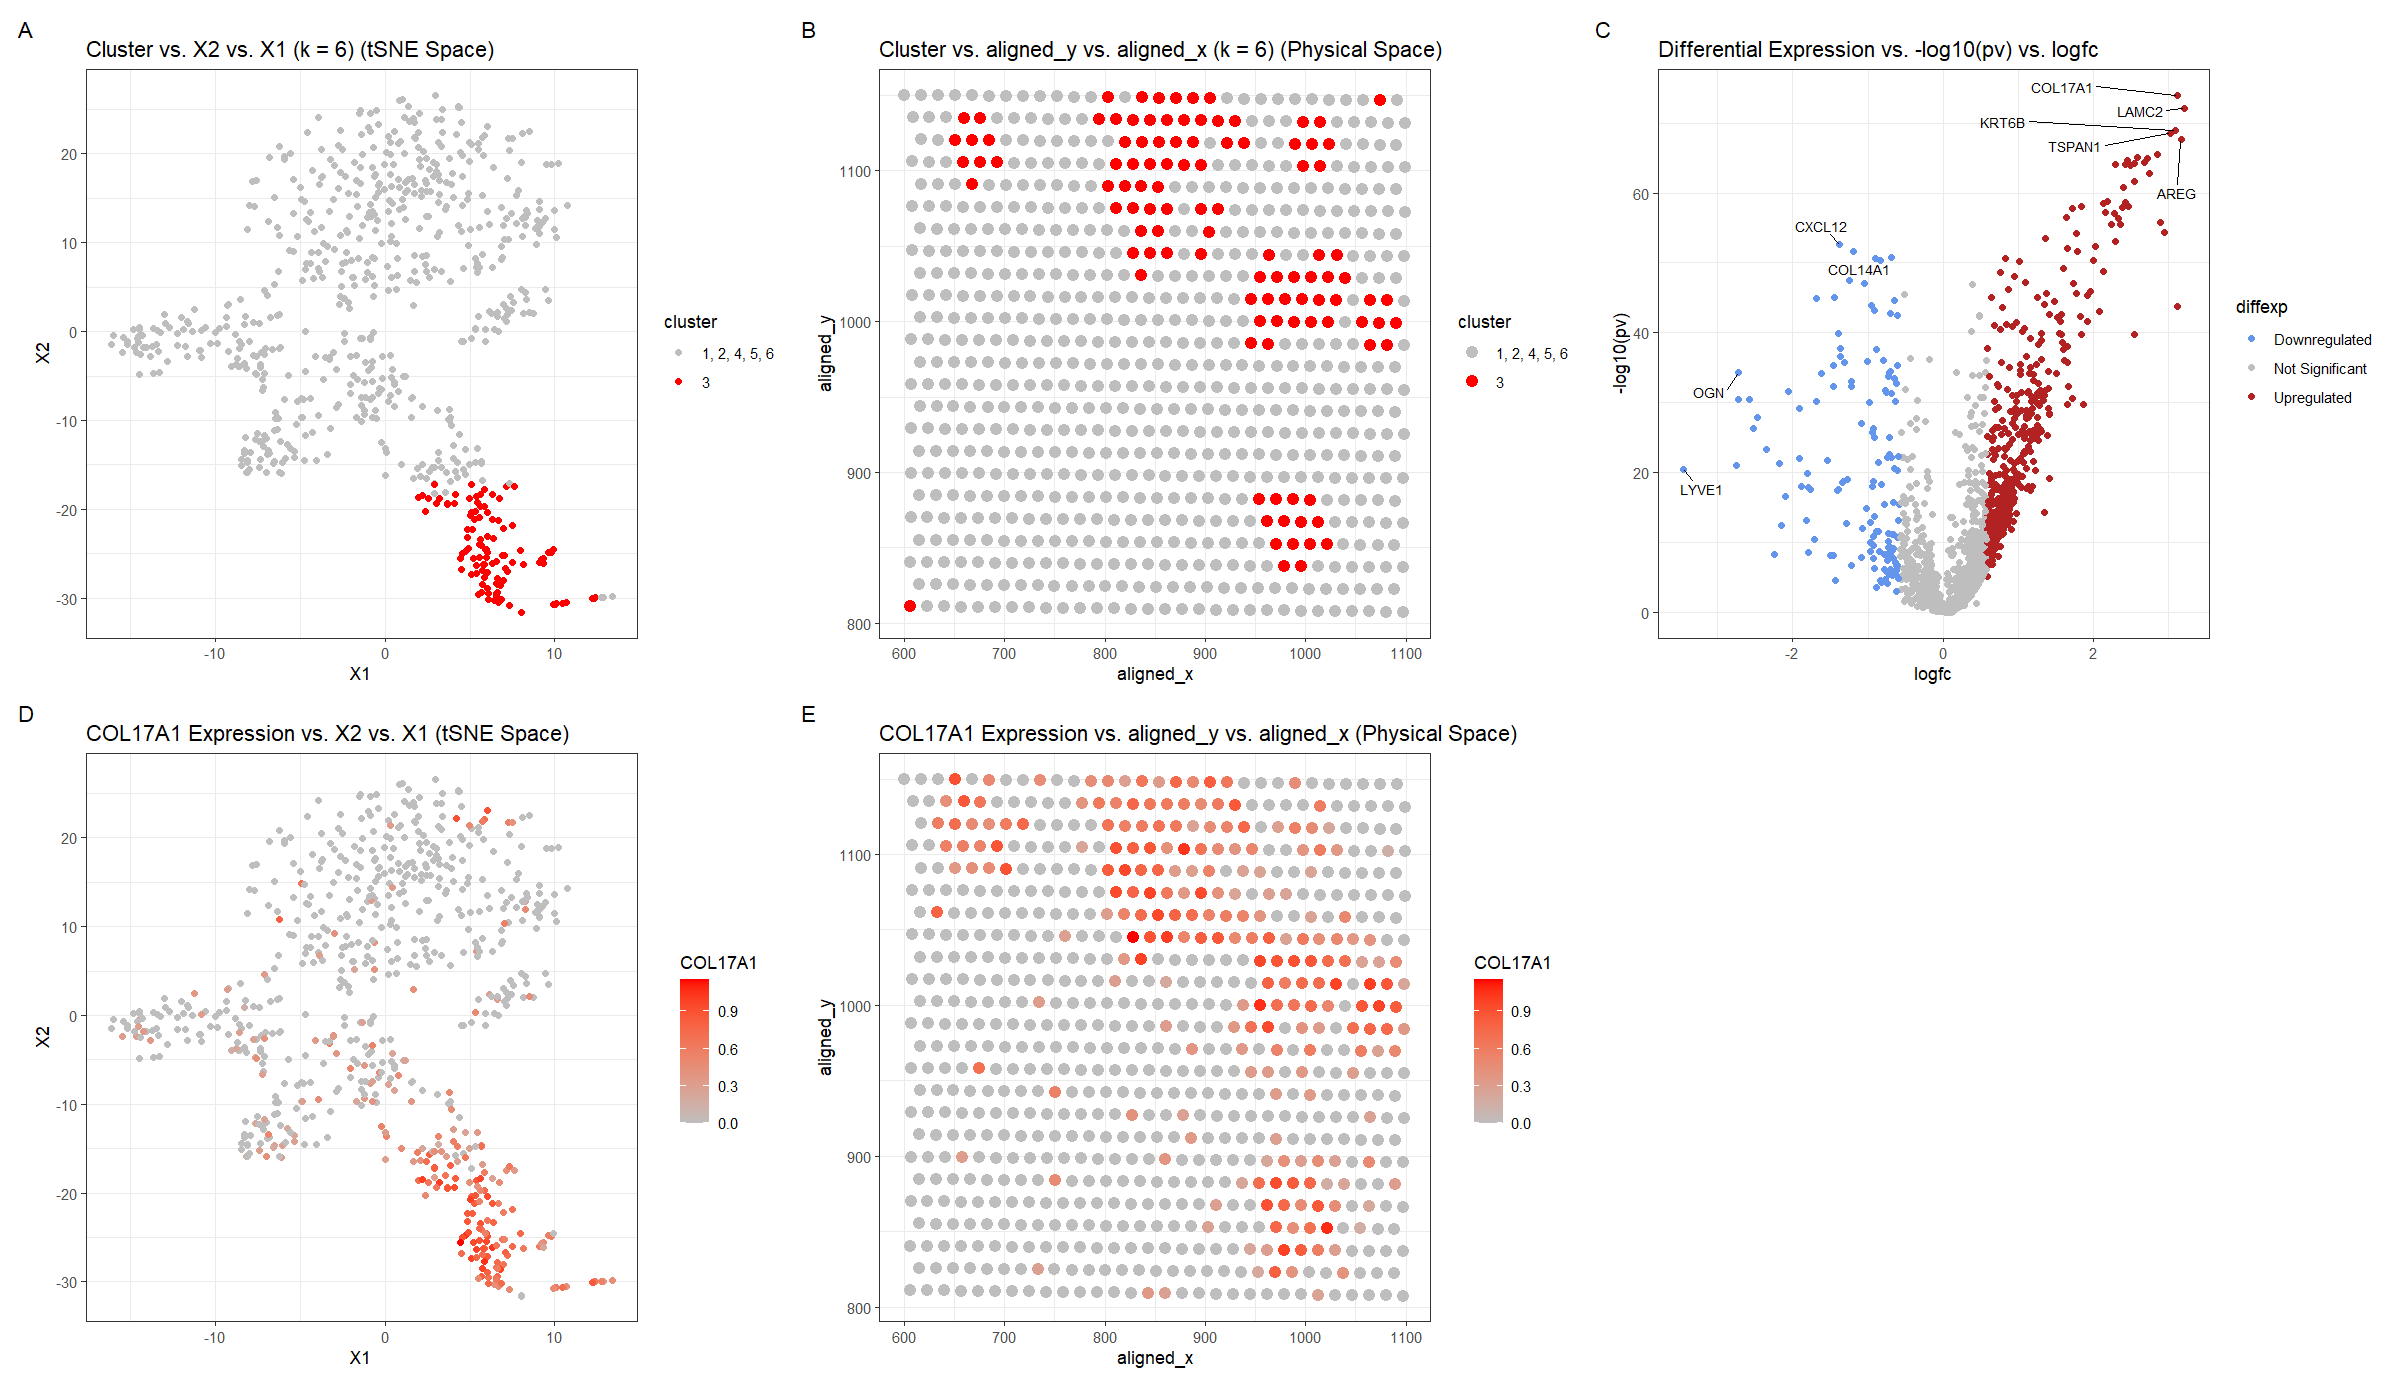 A
Cluster vs. X2 vs. X1 (k = 6) (tSNE Space)
20
10
0
-10
-20
-30
X2
-10
0
10
X1
cluster
1, 2, 4, 5, 6
3
B
Cluster vs. aligned_y vs. aligned_x (k = 6) (Physical Space)
1100
1000
900
800
aligned_y
600
700
800
900
1000
1100
aligned_x
cluster
1, 2, 4, 5, 6
3
C
Differential Expression vs. -log10(pv) vs. logfc
COL17A1
LAMC2
KRT6B
TSPAN1
AREG
CXCL12
COL14A1
OGN
LYVE1
60
40
20
0
-log10(pv)
-2
0
2
logfc
diffexp
Downregulated
Not Significant
Upregulated
D
COL17A1 Expression vs. X2 vs. X1 (tSNE Space)
20
10
0
-10
-20
-30
X2
-10
0
10
X1
COL17A1
0.9
0.6
0.3
0.0
E
COL17A1 Expression vs. aligned_y vs. aligned_x (Physical Space)
1100
1000
900
800
aligned_y
600
700
800
900
1000
1100
aligned_x
COL17A1
0.9
0.6
0.3
0.0